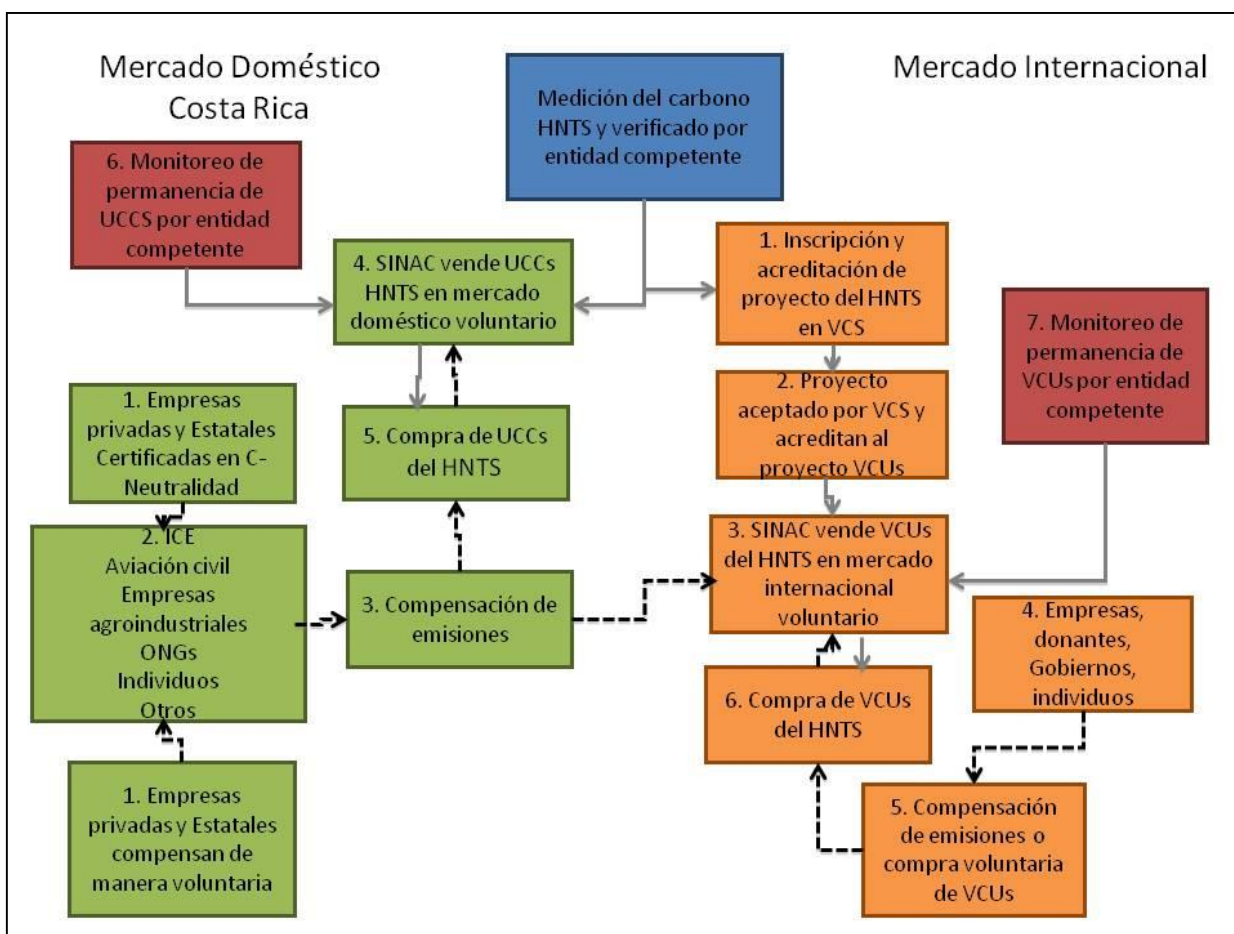 Mercado Doméstico
Costa Rica
Mercado Internacional
Medición del carbono
HNTS y verificado por
entidad competente
6. Monitoreo de
permanencia de
UCCS por entidad
competente
4. SINAC vende UCCs
HNTS en mercado
doméstico voluntario
1. Inscripción y
acreditación de
proyecto del HNTS
en VCS
7. Monitoreo de
permanencia de
VCUs por entidad
competente
1. Empresas
privadas y Estatales
Certificadas en C-
Neutralidad
5. Compra de UCCs
del HNTS
2. Proyecto
aceptado por VCS y
acreditan al
proyecto VCUs
2. ICE
Aviación civil
Empresas
agroindustriales
ONGs
Individuos
Otros
3. Compensación de
emisiones
3. SINAC vende VCUs
del HNTS en mercado
internacional
voluntario
4. Empresas,
donantes,
Gobiernos,
individuos
6. Compra de VCUs
del HNTS
1. Empresas
privadas y Estatales
compensan de
manera voluntaria
5. Compensación
de emisiones o
compra voluntaria
de VCUs